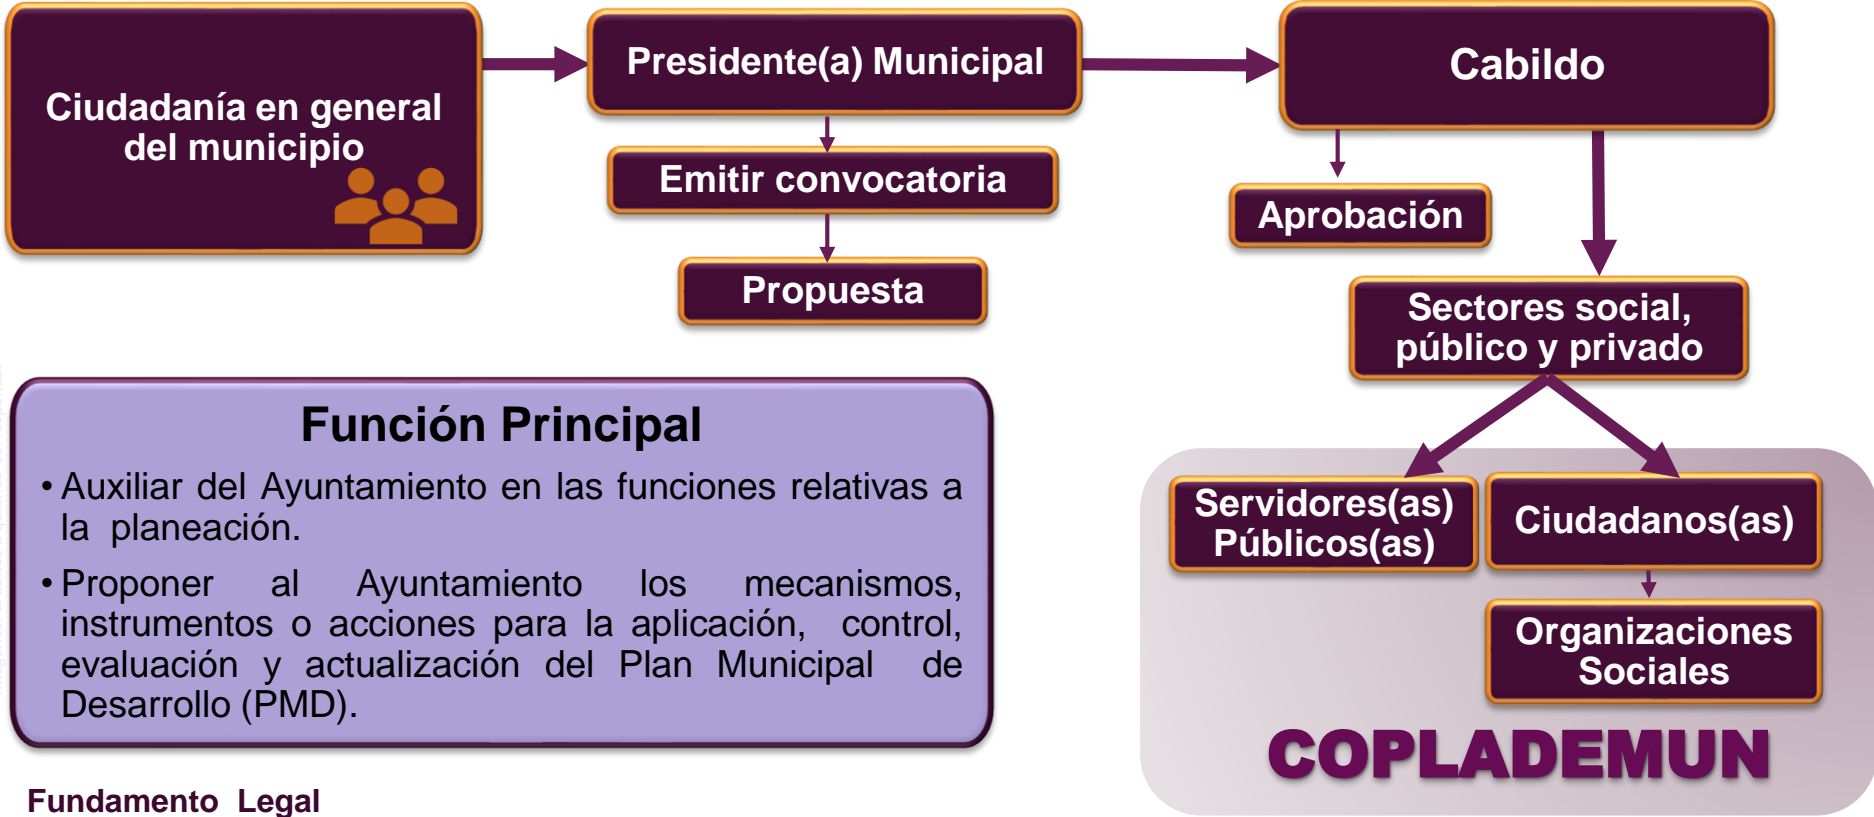 Ciudadanía en general
del municipio
Presidente(a) Municipal
Emitir convocatoria
Propuesta
Cabildo
Aprobación
Sectores social,
público y privado
Servidores(as)
Públicos(as)
Ciudadanos(as)
Organizaciones
Sociales
COPLADEMUN
Función Principal
• Auxiliar del Ayuntamiento en las funciones relativas a
la planeación.
• Proponer al Ayuntamiento los mecanismos,
instrumentos o acciones para la aplicación, control,
evaluación y actualización del Plan Municipal de
Desarrollo (PMD).
Fundamento Legal